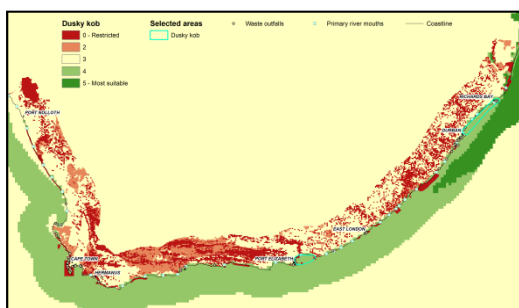 Dusky kob
0 - Restricted
2
3
4
5 - Most suitable
Selected areas
Dusky kob
Waste outfalls
Primary river mouths
Coastline
PORT NOLLOTH
CAPE TOWN
HERMANUS
PORT ELIZABETH
EAST LONDON
DURBAN
RICHARDS BAY